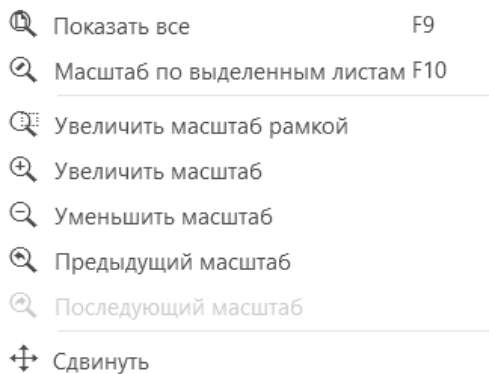 Показать все F9
Масштаб по выделенным листам F10
Увеличить масштаб рамкой
Увеличить масштаб
Уменьшить масштаб
Предыдущий масштаб
Последующий масштаб
Сдвинуть